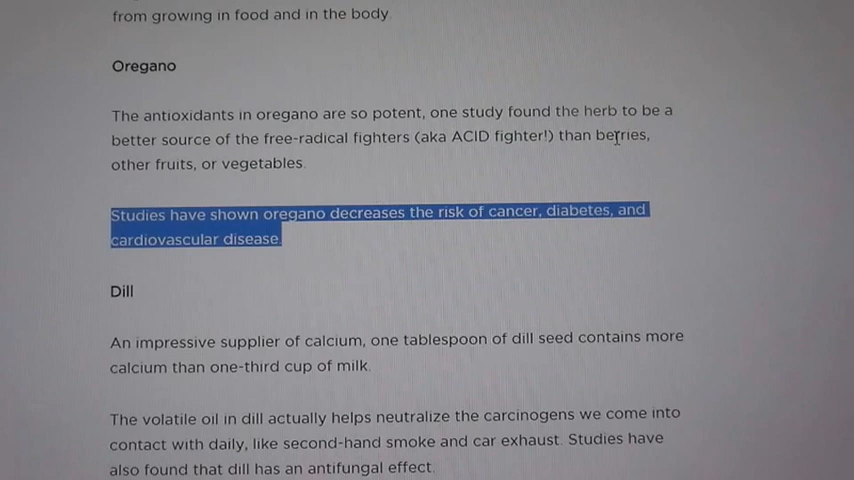 from growing in food and in the body.
Oregano
The antioxidants in oregano are so potent, one study found the herb to be a
better source of the free-radical fighters (aka ACID fighter!) than berries,
other fruits, or vegetables.
Studies have shown oregano decreases the risk of cancer, diabetes, and
cardiovascular disease.
Dill
An impressive supplier of calcium, one tablespoon of dill seed contains more
calcium than one-third cup of milk.
The volatile oil in dill actually helps neutralize the carcinogens we come into
contact with daily, like second-hand smoke and car exhaust. Studies have
also found that dill has an antifungal effect.